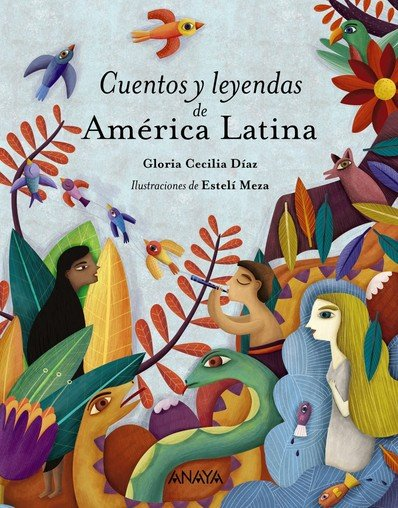 Cuentos y leyendas
de
América Latina
Gloria Cecilia Díaz
Ilustraciones de Estelí Meza
ANAYA